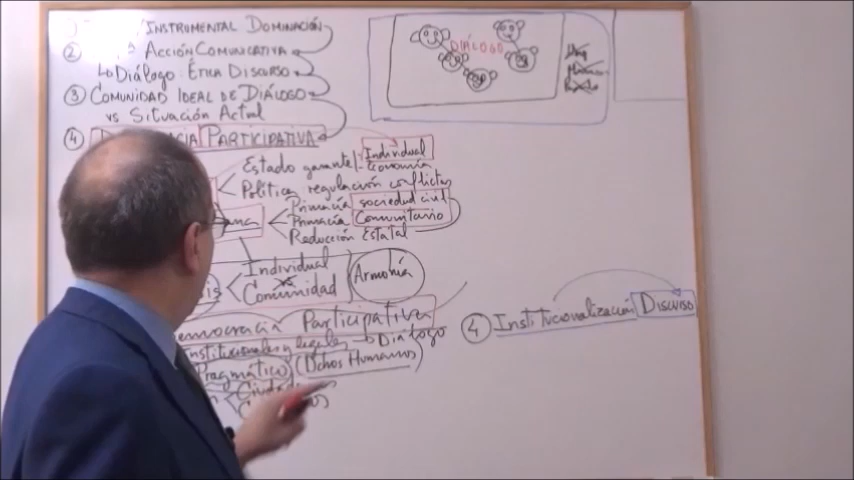 INSTRUMENTAL DOMINACIÓN
② ACCIÓN COMUNICATIVA
↳ DIÁLOGO: ÉTICA DISCURSO
③ COMUNIDAD IDEAL DE DIÁLOGO
vs SITUACIÓN ACTUAL
④ PARTICIPATIVA
Estado garante Individual
Economía
Política regulación conflictos
Primacía sociedad civil
Primacía Comunitario
Reducción Estatal
Individual
Comunidad
Armonía
Democracia Participativa
Institucionales y legales → Diálogo
Pragmático (Dchos Humanos)
DIÁLOGO
④ Institucionalización DISCURSO